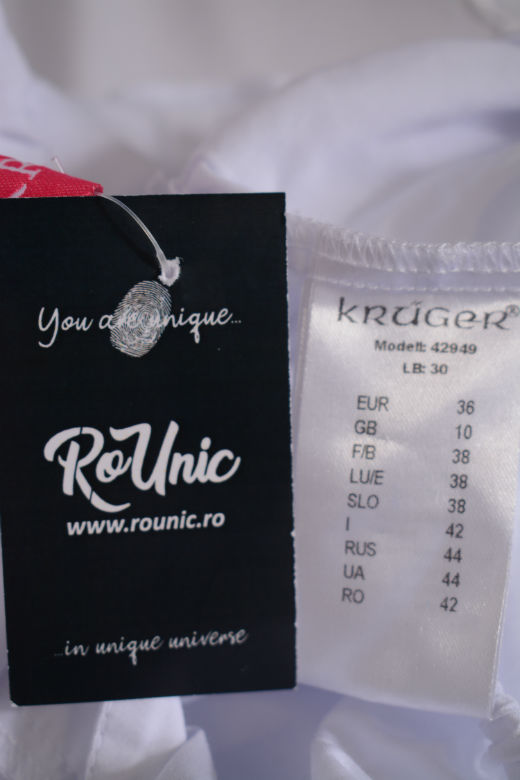 You are unique...
RoUnic
www.rounic.ro
...in unique universe
KRÜGER®
Modell: 42949
LB: 30
EUR 36
GB 10
F/B 38
LU/E 38
SLO 38
I 42
RUS 44
UA 44
RO 42